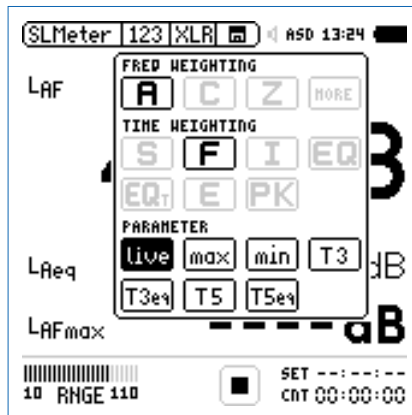 SLMeter 123 XLR ASD 13:24
FREQ WEIGHTING
LAF A C Z MORE
TIME WEIGHTING
S F I EQ
EQT E PK
PARAMETER
LAeq live max min T3 dB
T3eq T5 T5eq
LAFmax ---- dB
SET --:--:--
10 RNGE 110 CNT 00:00:00